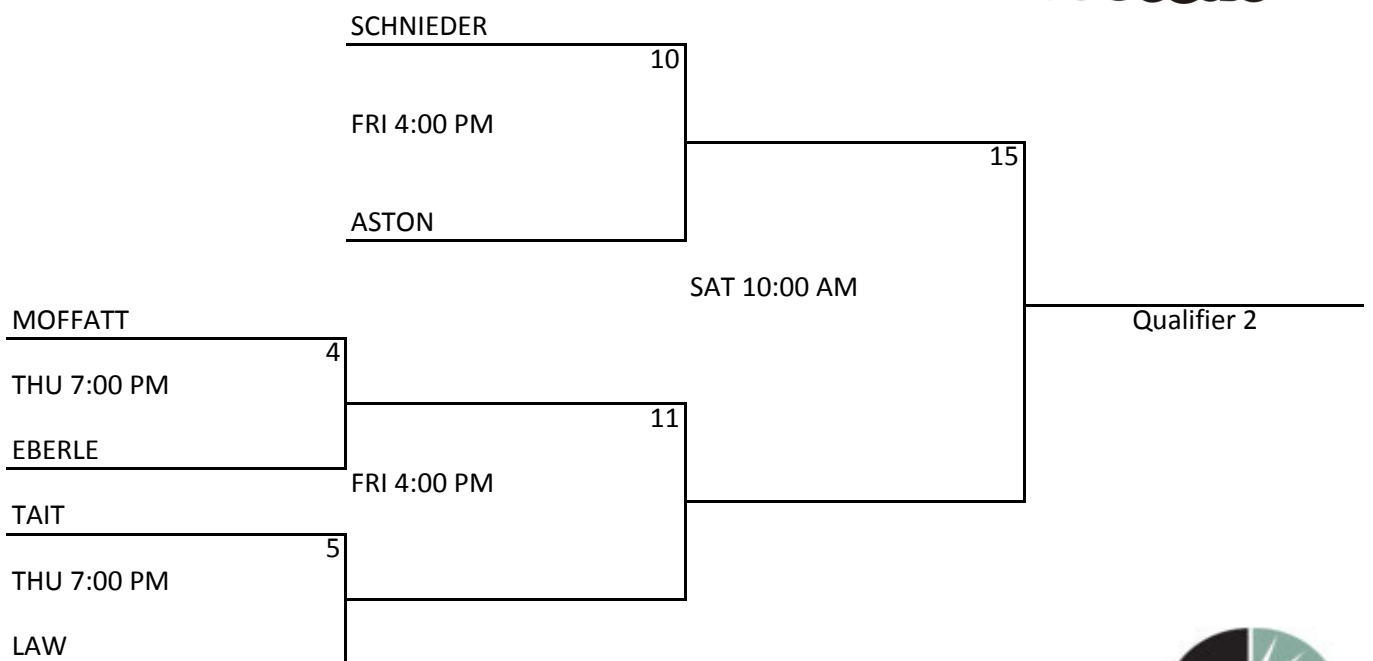 SCHNIEDER
10
FRI 4:00 PM
15
ASTON
SAT 10:00 AM
MOFFATT
Qualifier 2
4
THU 7:00 PM
11
EBERLE
FRI 4:00 PM
TAIT
5
THU 7:00 PM
LAW